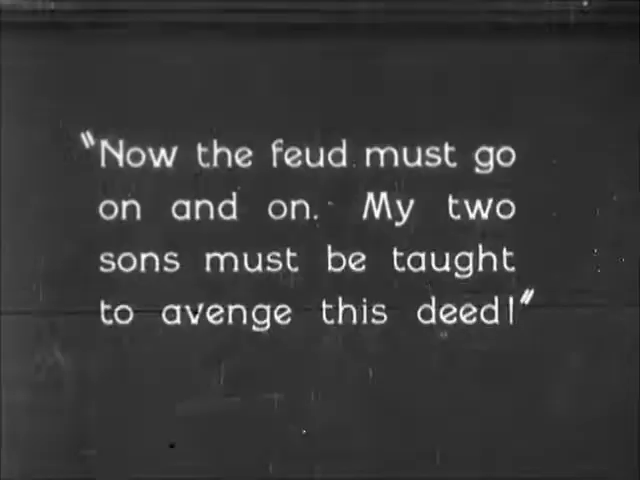 "Now the feud must go
on and on. My two
sons must be taught
to avenge this deed!"